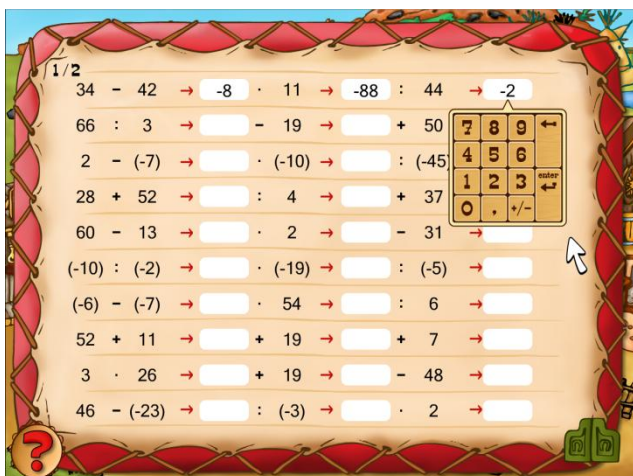 1/2
34 - 42 → -8 · 11 → -88 : 44 → -2
66 : 3 → - 19 → + 50
2 - (-7) → · (-10) → : (-45)
28 + 52 → : 4 → + 37
60 - 13 → · 2 → - 31 →
(-10) : (-2) → · (-19) → : (-5) →
(-6) - (-7) → · 54 → : 6 →
52 + 11 → + 19 → + 7 →
3 · 26 → + 19 → - 48 →
46 - (-23) → : (-3) → · 2 →
7 8 9 ←
4 5 6
1 2 3 enter ↵
0 , +/-
?